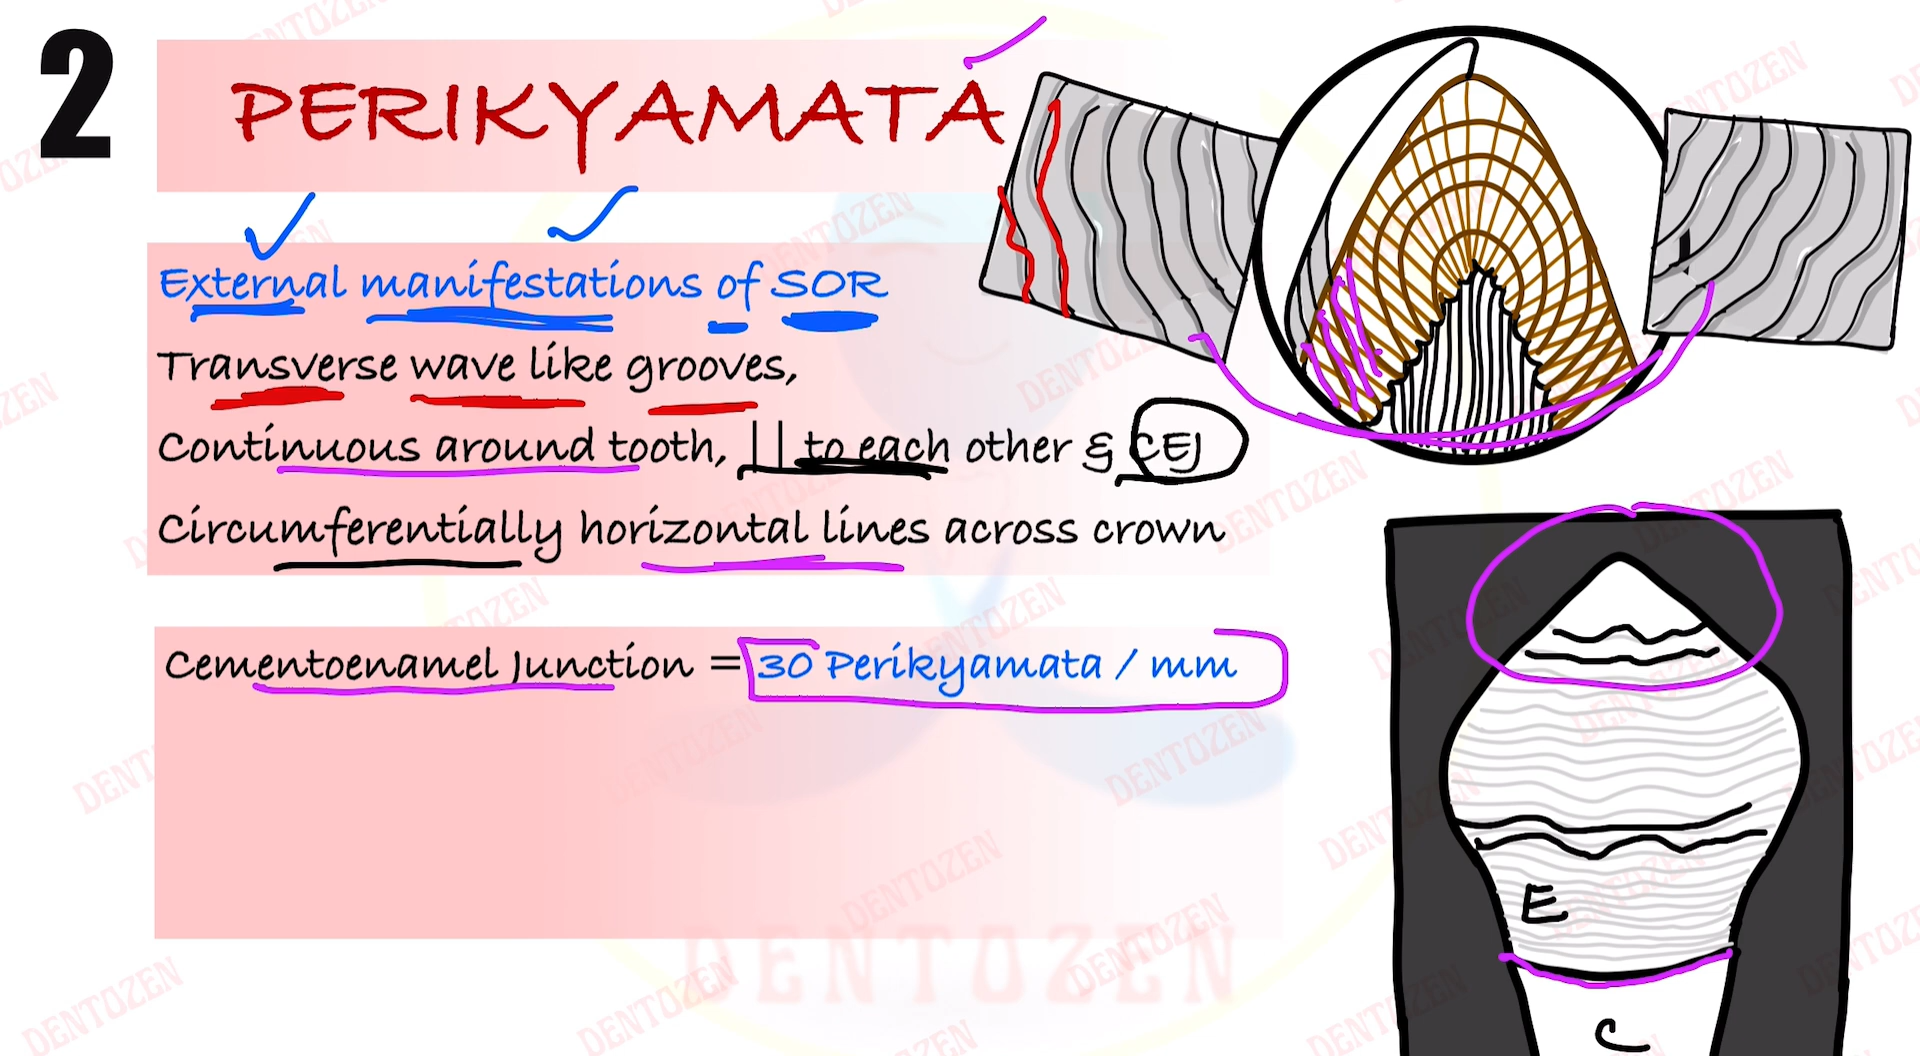 2
PERIKYAMATA
External manifestations of SOR
Transverse wave like grooves,
Continuous around tooth, || to each other & CEJ
Circumferentially horizontal lines across crown
Cementoenamel Junction = 30 Perikyamata / mm
E
C
DENTOZEN